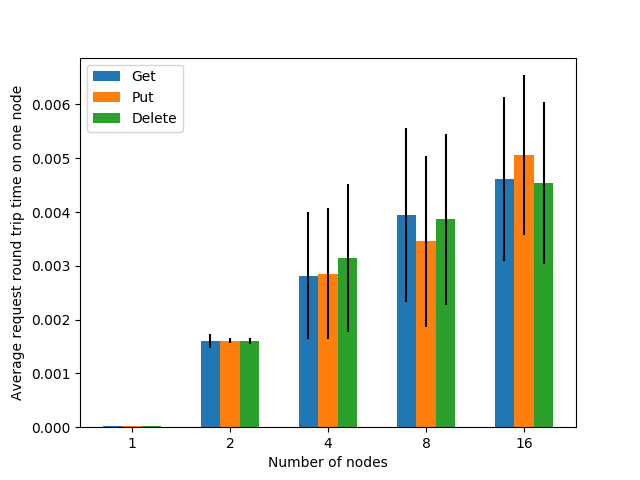 Get
Put
Delete
Average request round trip time on one node
0.006
0.005
0.004
0.003
0.002
0.001
0.000
1 2 4 8 16
Number of nodes